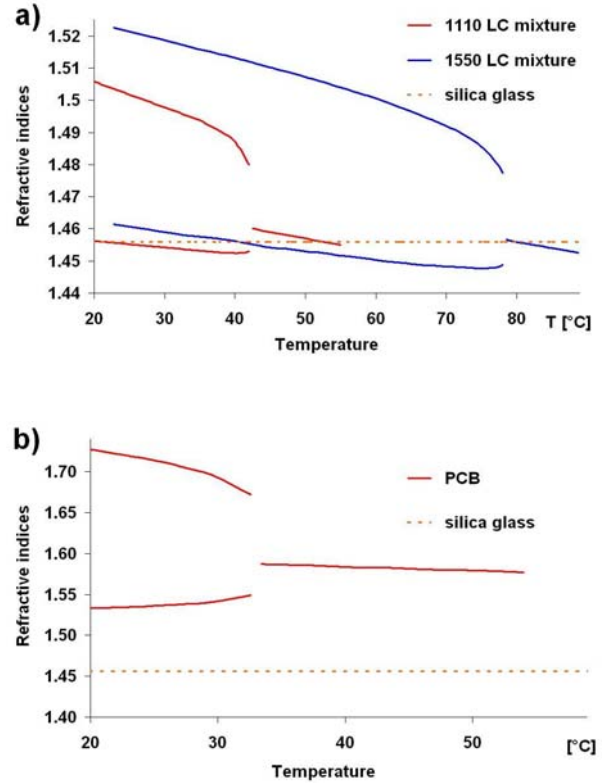 a)
1.52
1.51
1.5
1.49
1.48
1.47
1.46
1.45
1.44
Refractive indices
1110 LC mixture
1550 LC mixture
silica glass
20 30 40 50 60 70 80 T [°C]
Temperature
b)
1.70
1.65
1.60
1.55
1.50
1.45
1.40
Refractive indices
PCB
silica glass
20 30 40 50 [°C]
Temperature